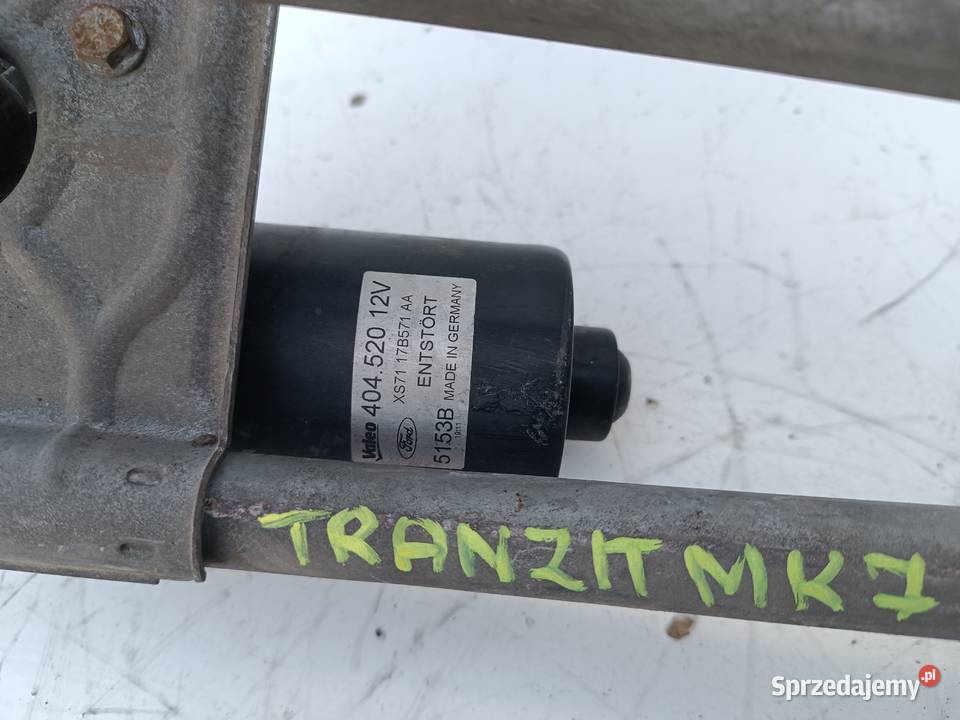 Valeo 404.520 12V
Ford XS71 17B571 AA
ENTSTÖRT
5153B MADE IN GERMANY
TRANZIT MK7
Sprzedajemy.pl